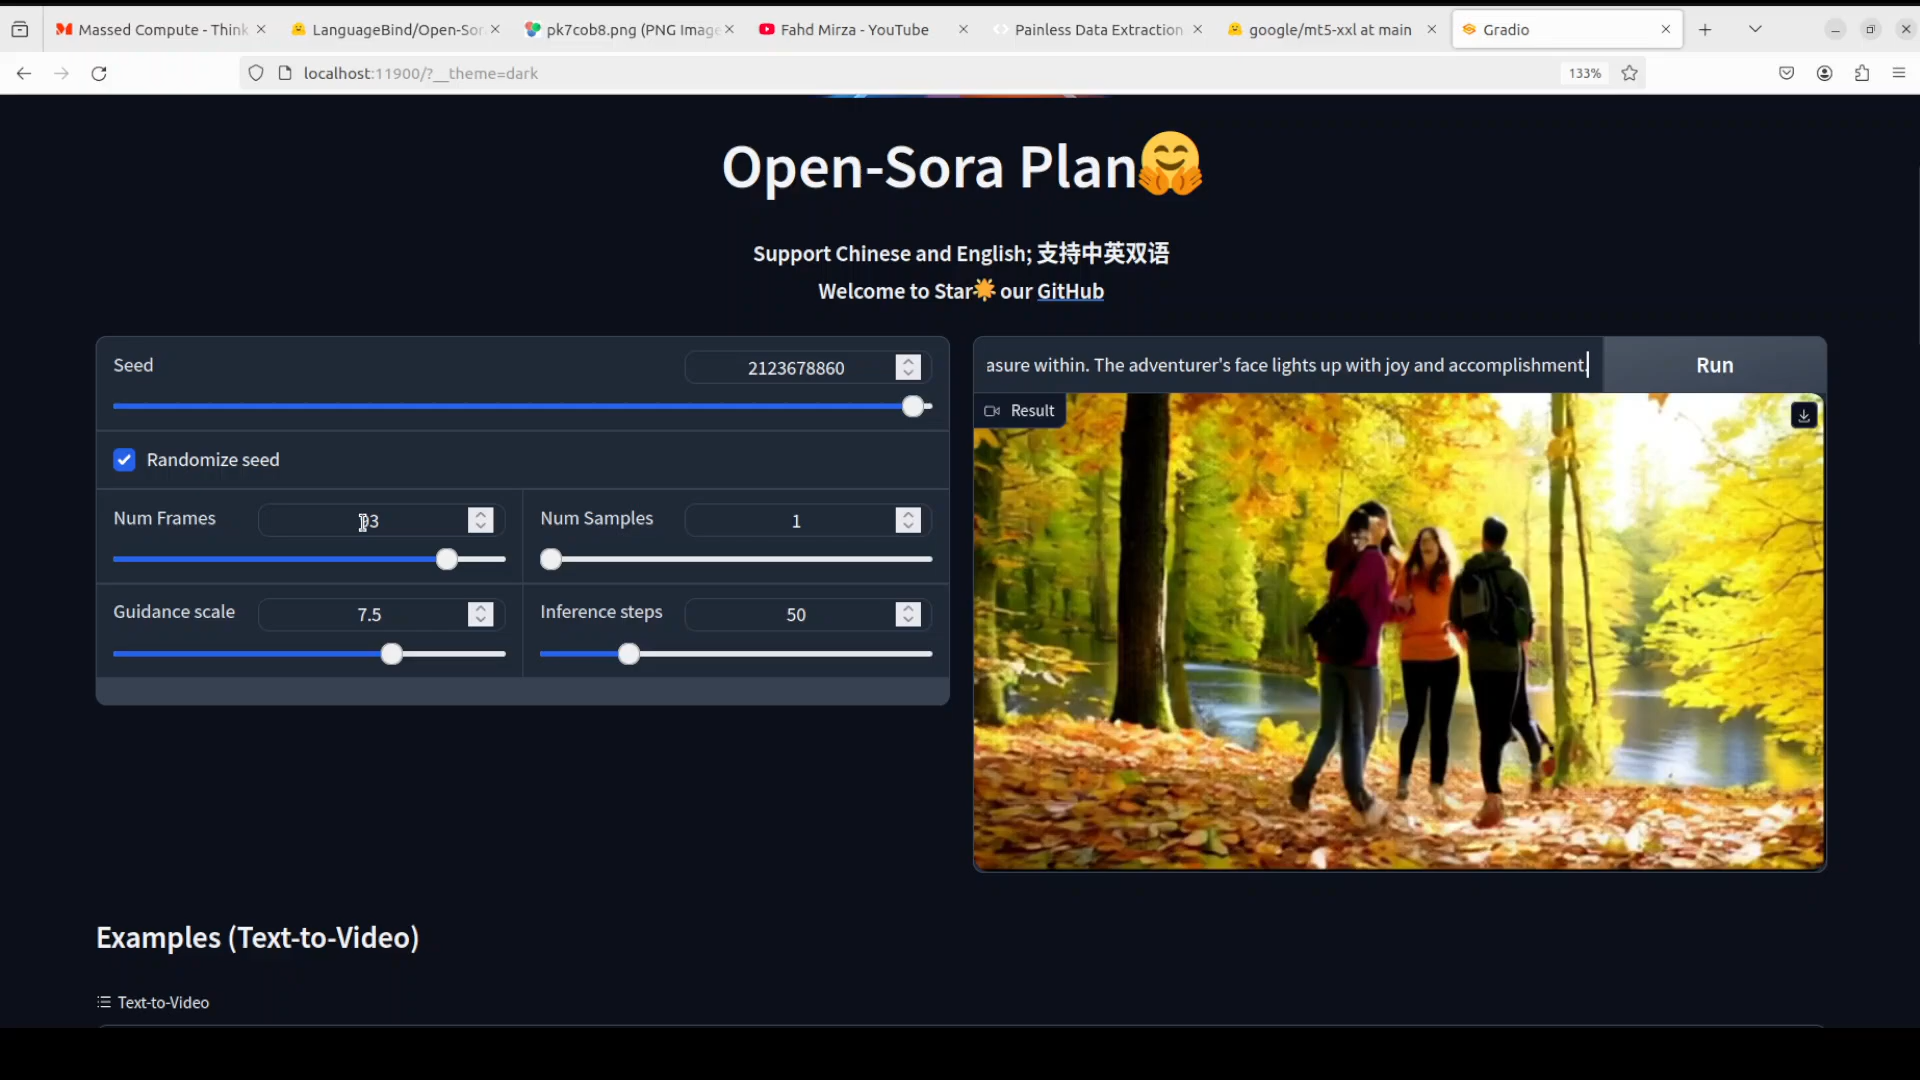 Massed Compute - Think
LanguageBind/Open-Sor
pk7cob8.png (PNG Image
Fahd Mirza - YouTube
Painless Data Extraction
google/mt5-xxl at main
Gradio
localhost:11900/?__theme=dark
133%
Open-Sora Plan🤗
Support Chinese and English; 支持中英双语
Welcome to Star🌟 our GitHub
Seed
2123678860
Randomize seed
Num Frames
Num Samples
1
Guidance scale
7.5
Inference steps
50
asure within. The adventurer's face lights up with joy and accomplishment.
Run
Result
Examples (Text-to-Video)
Text-to-Video